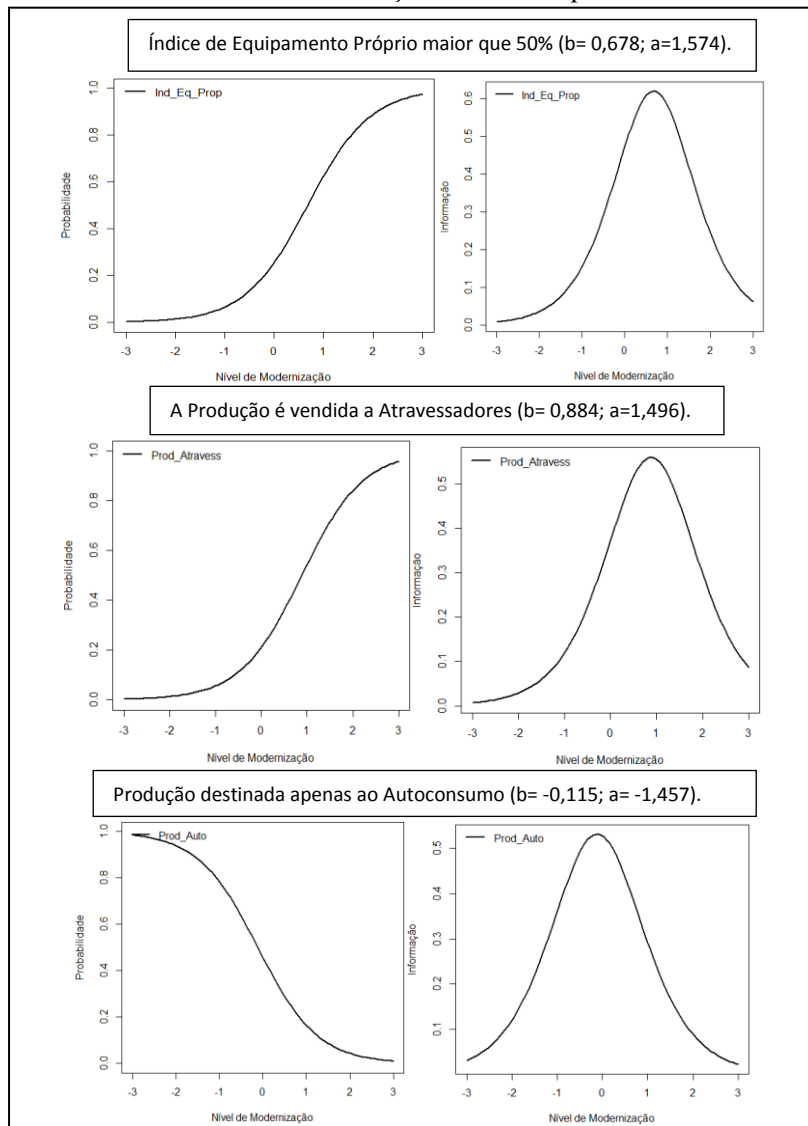 Índice de Equipamento Próprio maior que 50% (b= 0,678; a=1,574).
Ind_Eq_Prop
Probabilidade
0.0 0.2 0.4 0.6 0.8 1.0
-3 -2 -1 0 1 2 3
Nível de Modernização
Ind_Eq_Prop
Informação
0.0 0.1 0.2 0.3 0.4 0.5 0.6
-3 -2 -1 0 1 2 3
Nível de Modernização
A Produção é vendida a Atravessadores (b= 0,884; a=1,496).
Prod_Atravess
Probabilidade
0.0 0.2 0.4 0.6 0.8 1.0
-3 -2 -1 0 1 2 3
Nível de Modernização
Prod_Atravess
Informação
0.0 0.1 0.2 0.3 0.4 0.5
-3 -2 -1 0 1 2 3
Nível de Modernização
Produção destinada apenas ao Autoconsumo (b= -0,115; a= -1,457).
Prod_Auto
Probabilidade
0.0 0.2 0.4 0.6 0.8 1.0
-3 -2 -1 0 1 2 3
Nível de Modernização
Prod_Auto
Informação
0.1 0.2 0.3 0.4 0.5
-3 -2 -1 0 1 2 3
Nível de Modernização